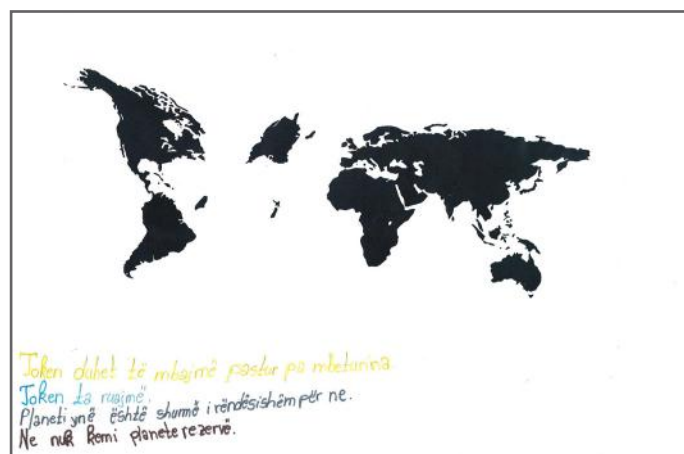 Token duhet të mbajmë pastur pa mbeturina.
Token ta ruajmë.
Planeti ynë është shumë i rëndësishëm për ne.
Ne nuk kemi planete rezervë.